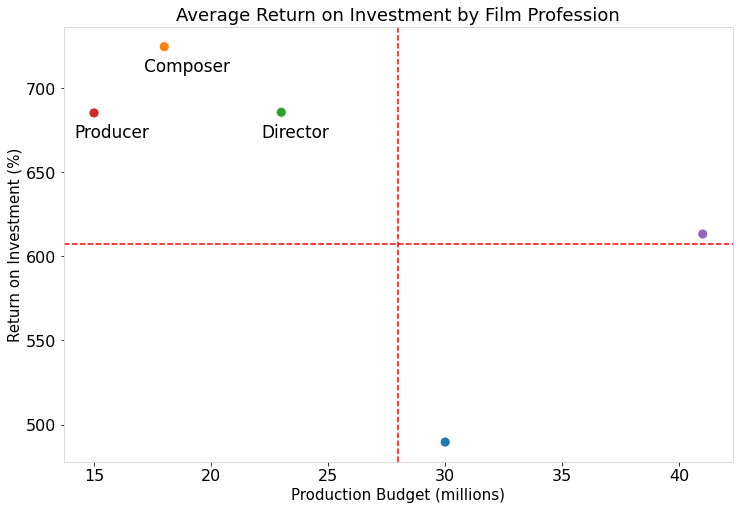 Average Return on Investment by Film Profession
Composer
Producer
Director
700
650
600
550
500
Return on Investment (%)
15 20 25 30 35 40
Production Budget (millions)